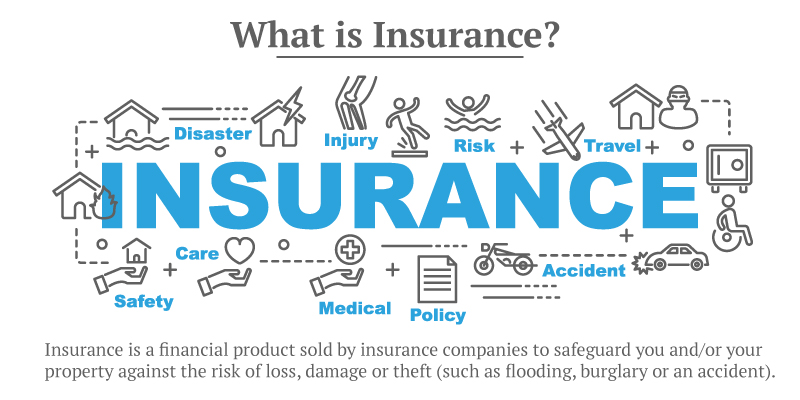 What is Insurance?
Disaster
Injury
Risk
Travel
INSURANCE
Care
Accident
Safety
Medical
Policy
Insurance is a financial product sold by insurance companies to safeguard you and/or your
property against the risk of loss, damage or theft (such as flooding, burglary or an accident).